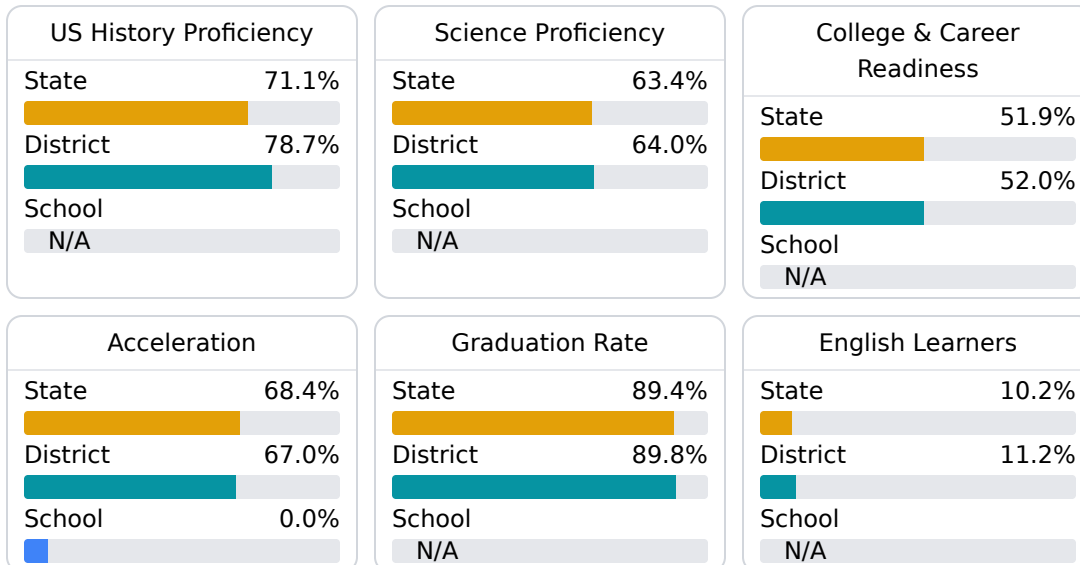 US History Proficiency
State 71.1%
District 78.7%
School
N/A
Science Proficiency
State 63.4%
District 64.0%
School
N/A
College & Career
Readiness
State 51.9%
District 52.0%
School
N/A
Acceleration
State 68.4%
District 67.0%
School 0.0%
Graduation Rate
State 89.4%
District 89.8%
School
N/A
English Learners
State 10.2%
District 11.2%
School
N/A